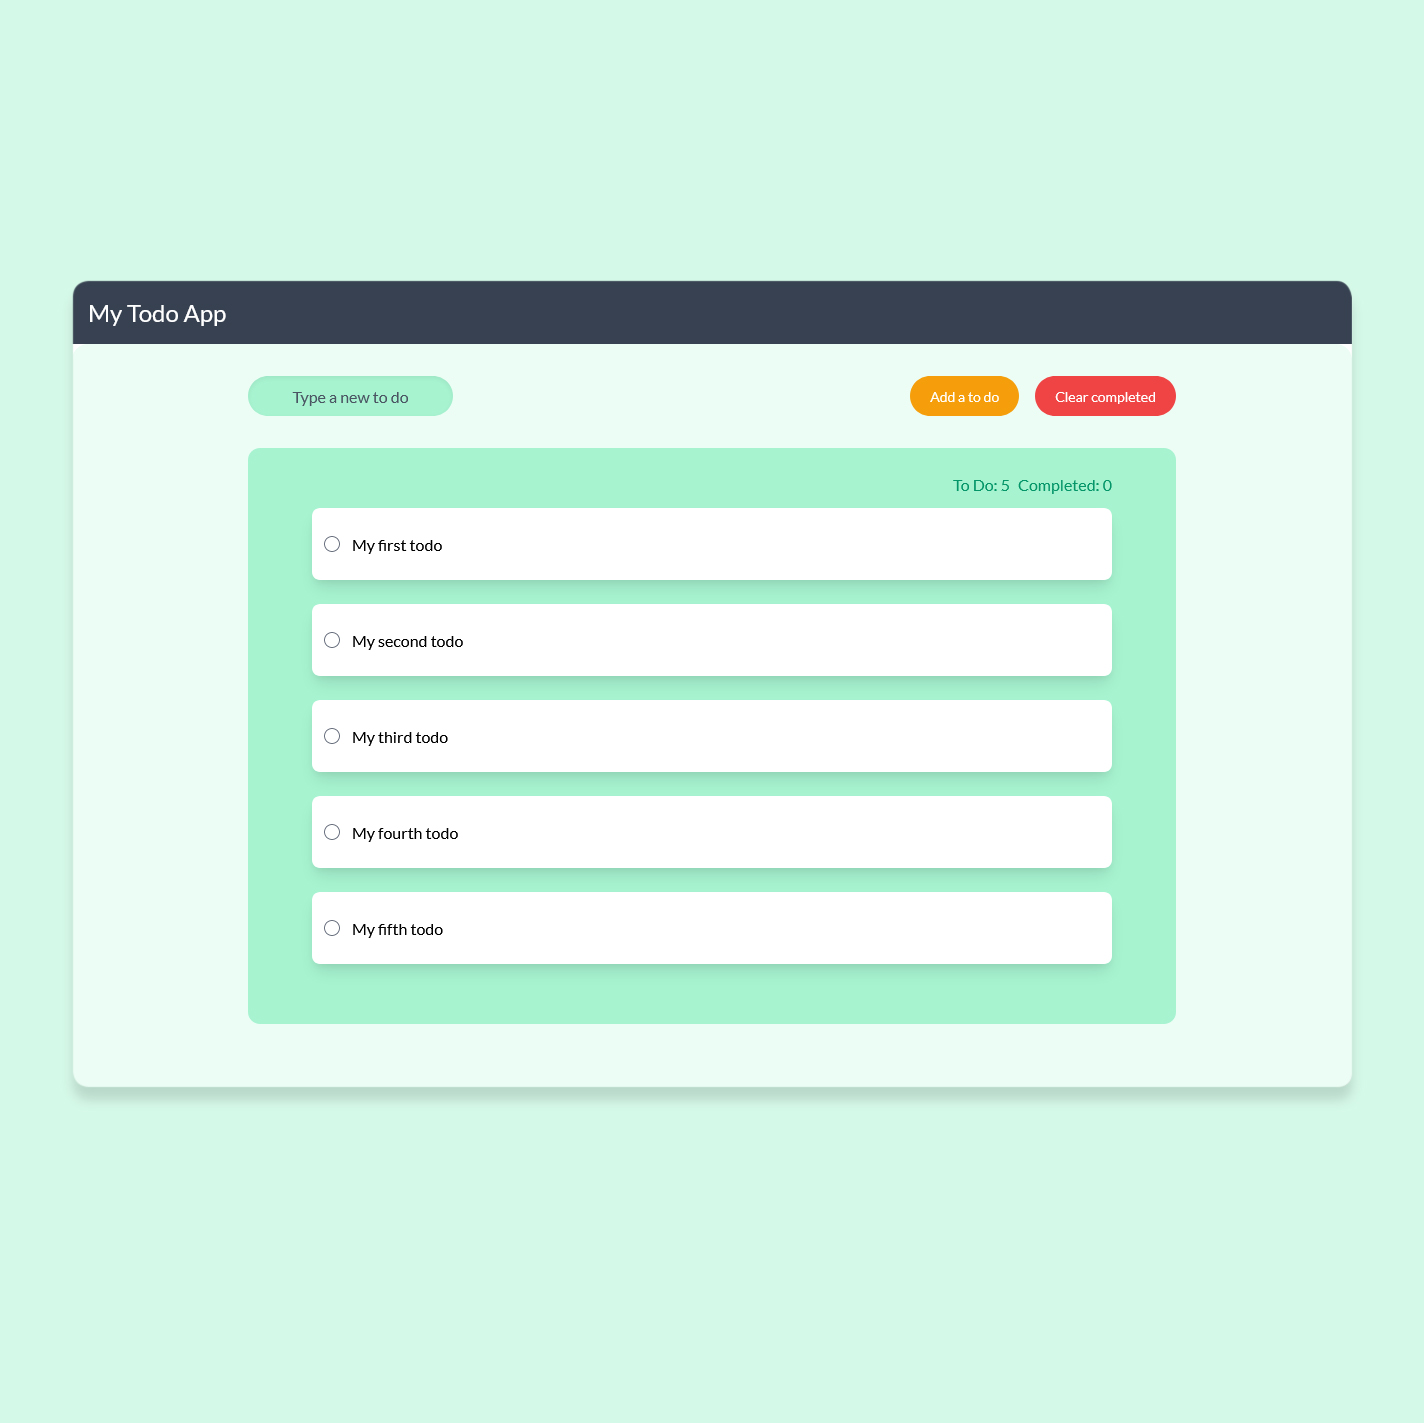 My Todo App
Type a new to do
Add a to do
Clear completed
To Do: 5 Completed: 0
My first todo
My second todo
My third todo
My fourth todo
My fifth todo